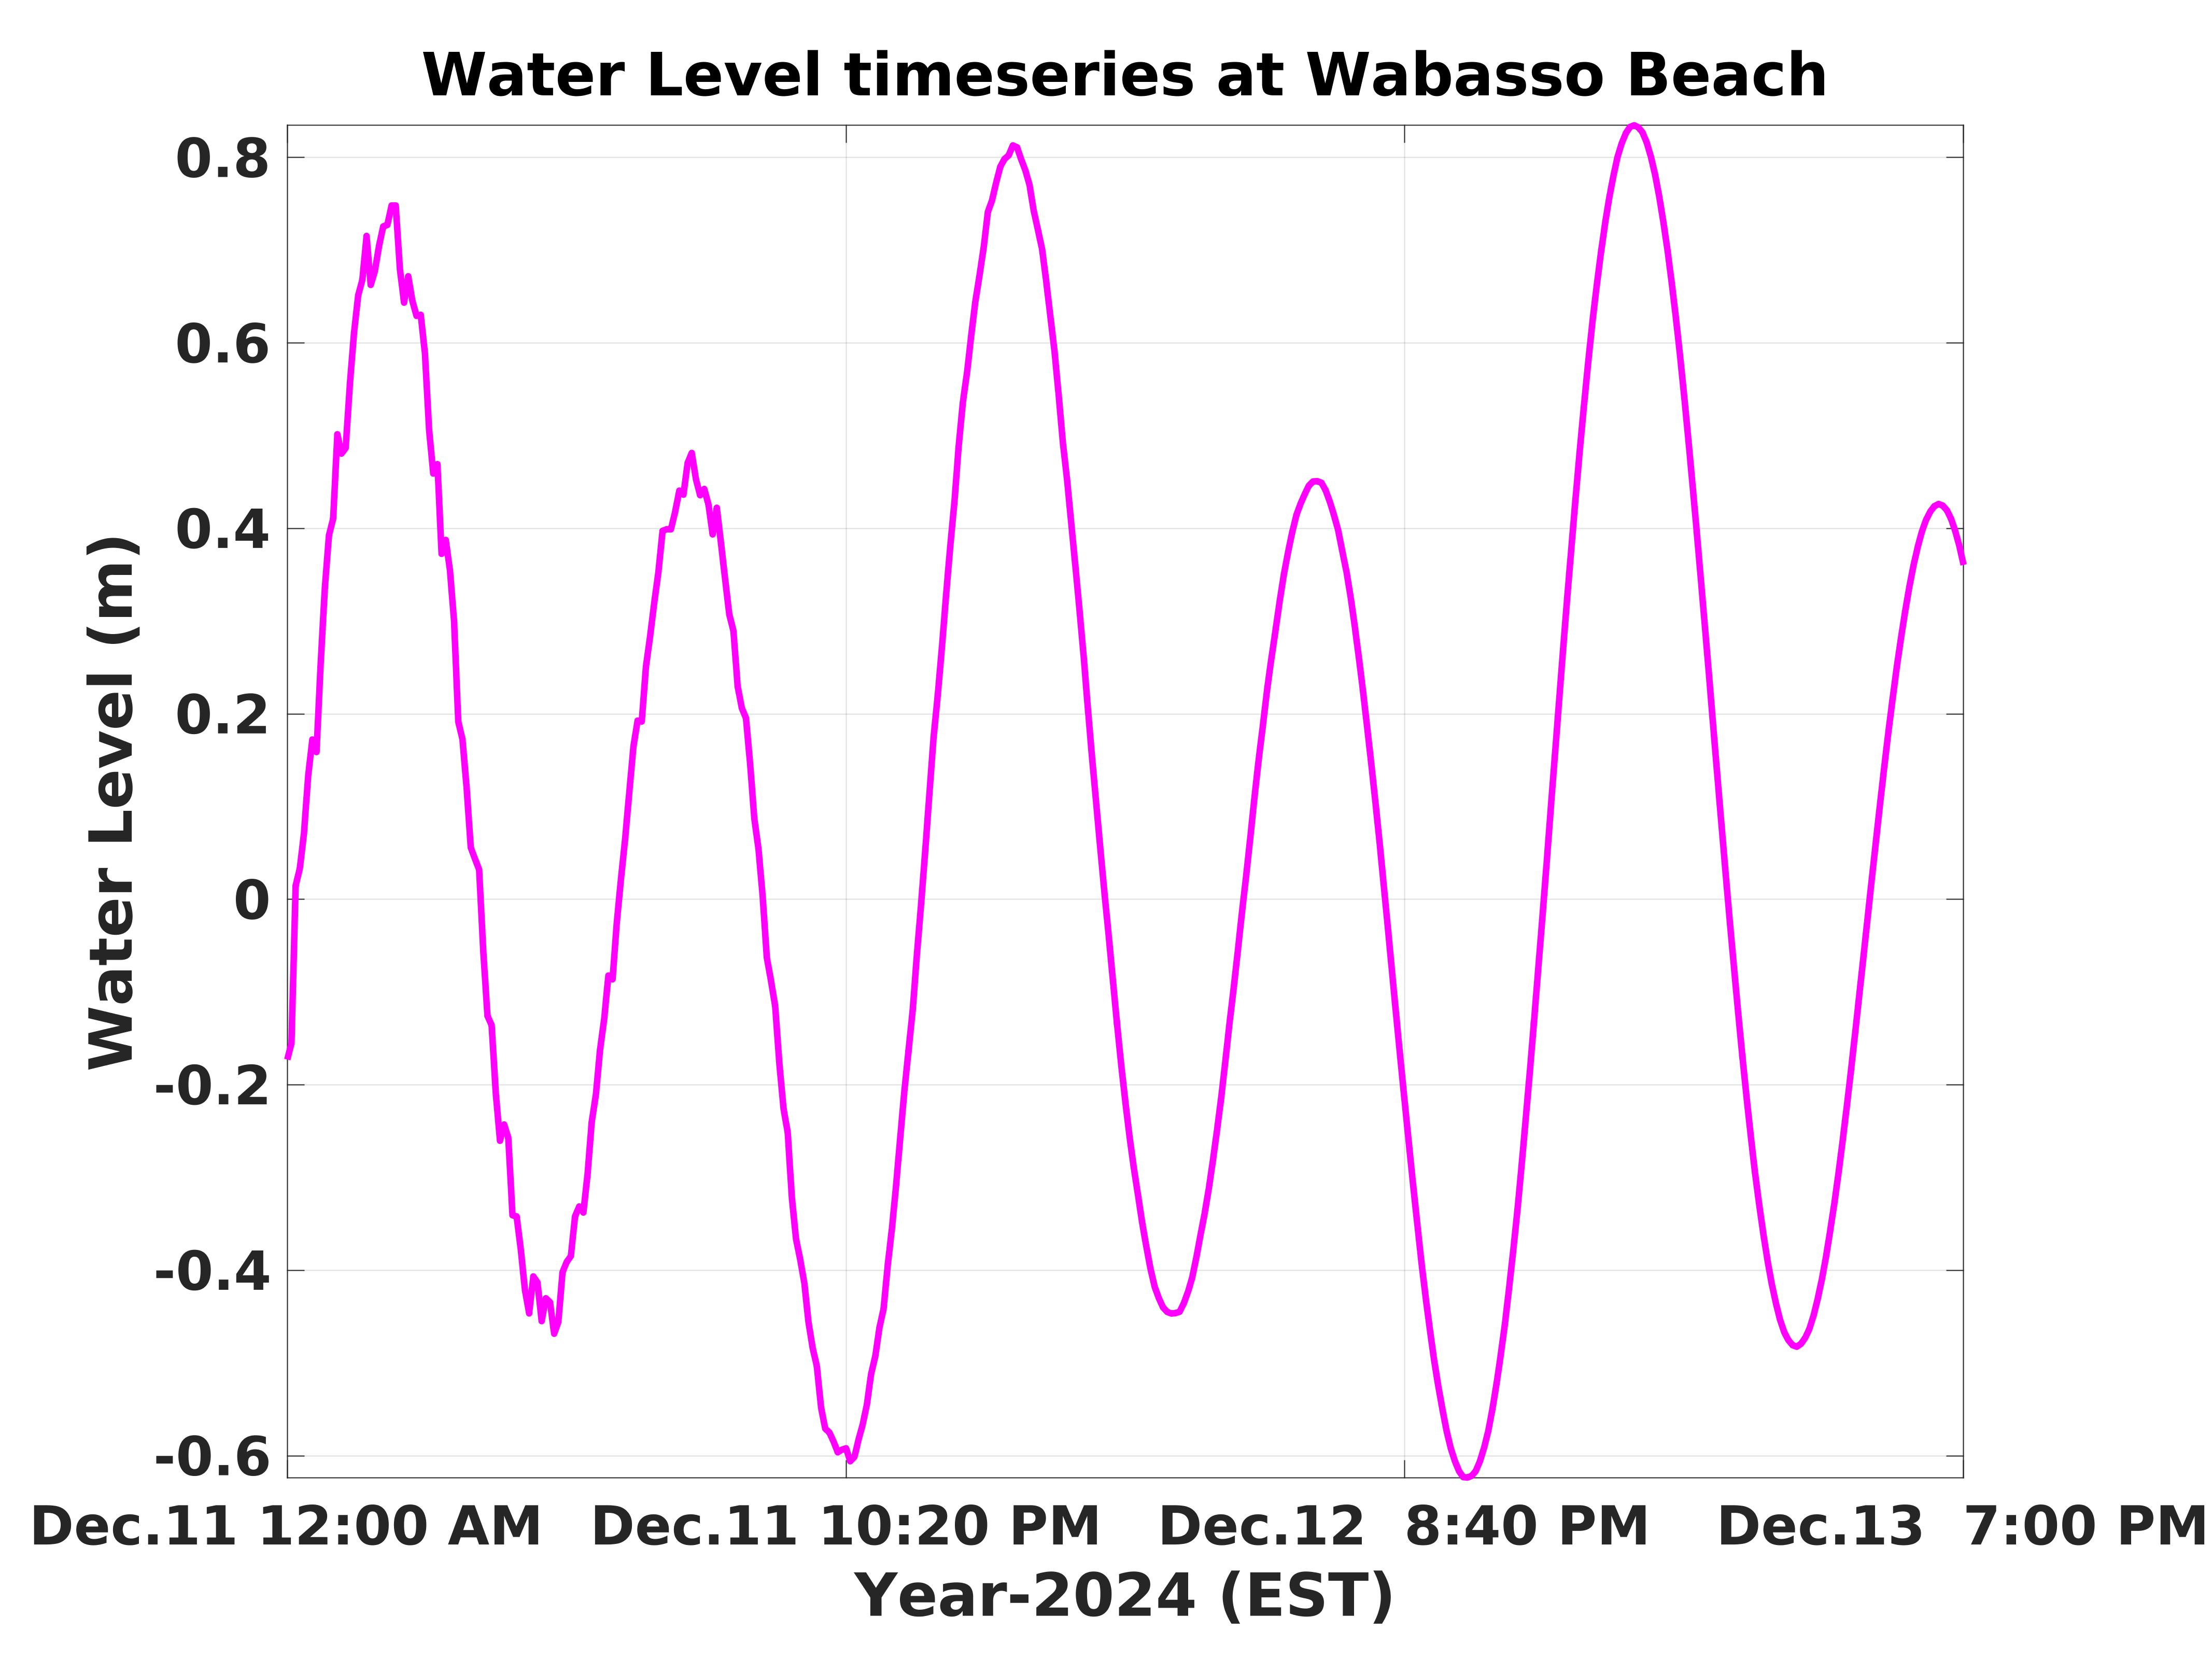 Water Level timeseries at Wabasso Beach
0.8
0.6
0.4
0.2
0
-0.2
-0.4
-0.6
Water Level (m)
Dec.11 12:00 AM Dec.11 10:20 PM Dec.12 8:40 PM Dec.13 7:00 PM
Year-2024 (EST)